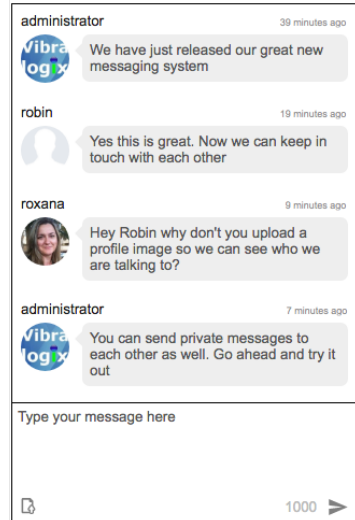 administrator
39 minutes ago
Vibra
logix
We have just released our great new
messaging system
robin
19 minutes ago
Yes this is great. Now we can keep in
touch with each other
roxana
9 minutes ago
Hey Robin why don't you upload a
profile image so we can see who we
are talking to?
administrator
7 minutes ago
Vibra
logix
You can send private messages to
each other as well. Go ahead and try it
out
Type your message here
1000